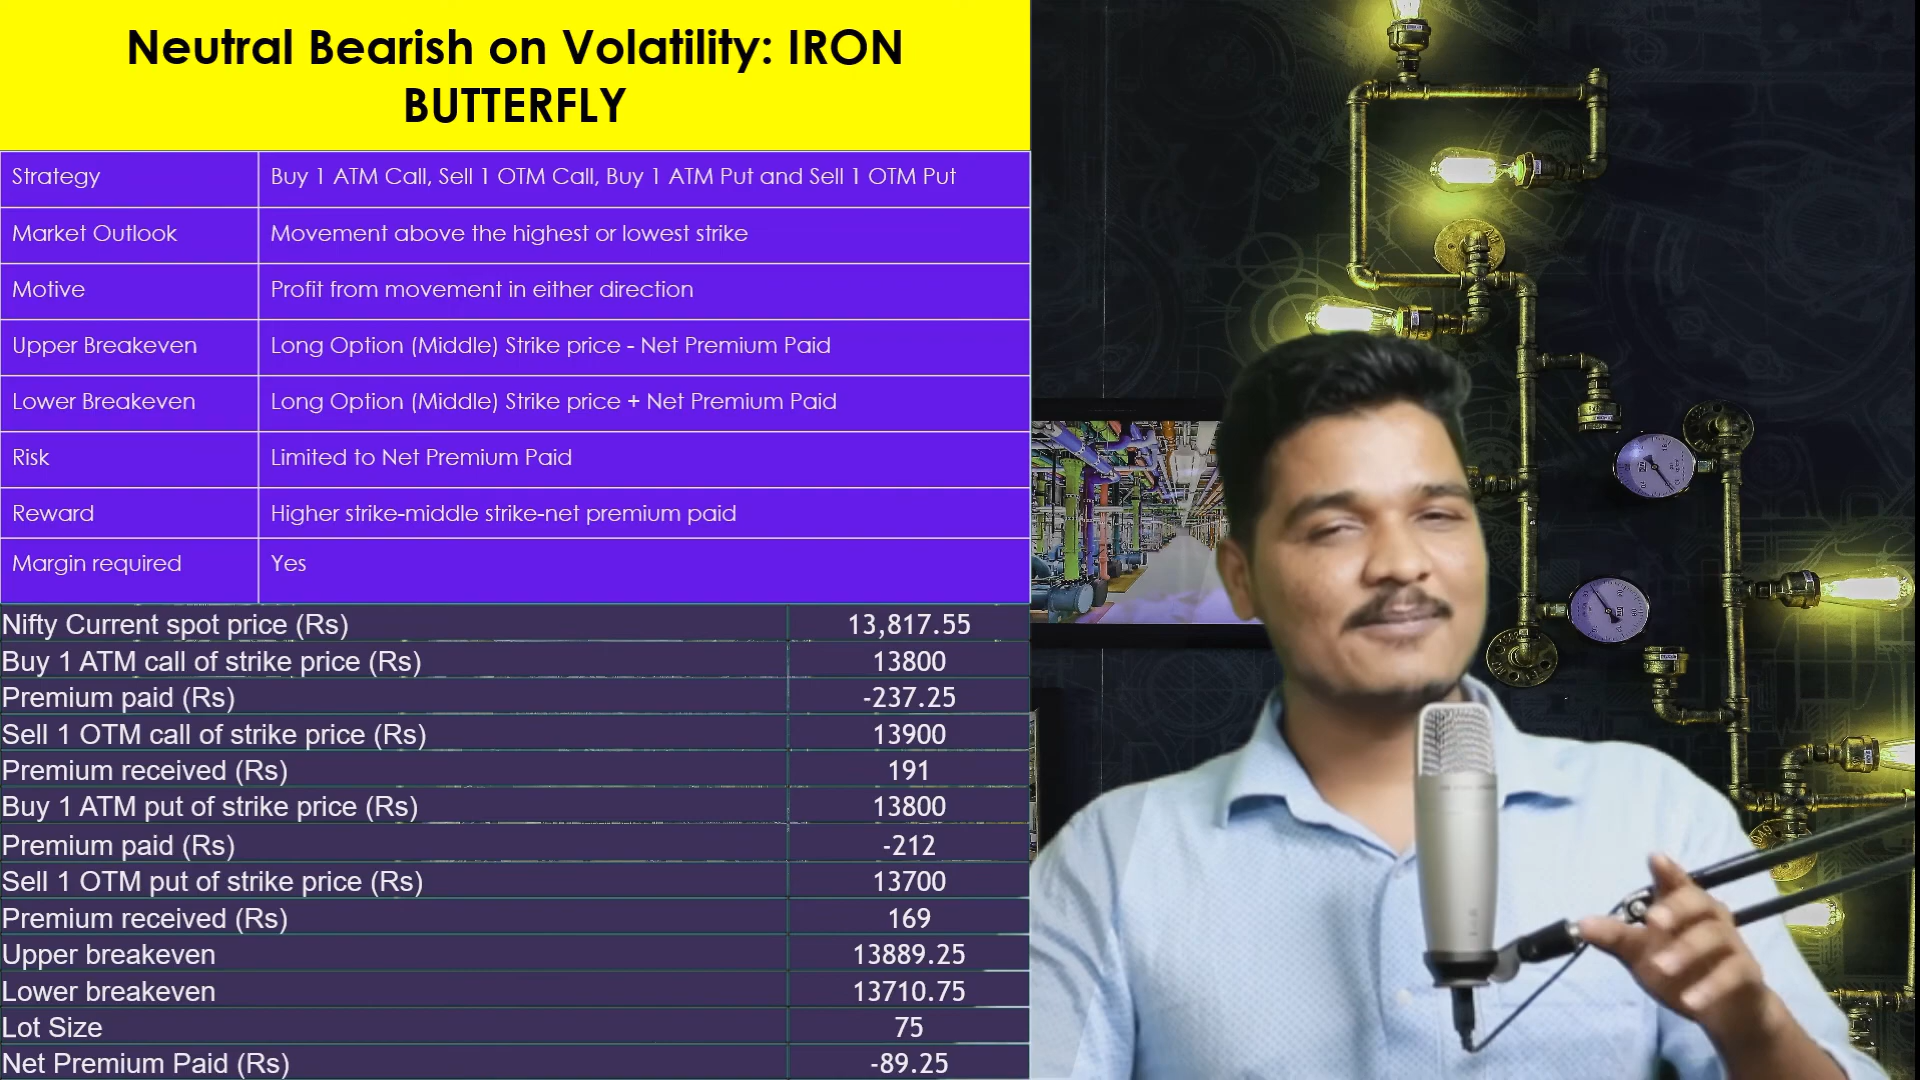 Neutral Bearish on Volatility: IRON
BUTTERFLY
Strategy Buy 1 ATM Call, Sell 1 OTM Call, Buy 1 ATM Put and Sell 1 OTM Put
Market Outlook Movement above the highest or lowest strike
Motive Profit from movement in either direction
Upper Breakeven Long Option (Middle) Strike price - Net Premium Paid
Lower Breakeven Long Option (Middle) Strike price + Net Premium Paid
Risk Limited to Net Premium Paid
Reward Higher strike-middle strike-net premium paid
Margin required Yes
Nifty Current spot price (Rs) 13,817.55
Buy 1 ATM call of strike price (Rs) 13800
Premium paid (Rs) -237.25
Sell 1 OTM call of strike price (Rs) 13900
Premium received (Rs) 191
Buy 1 ATM put of strike price (Rs) 13800
Premium paid (Rs) -212
Sell 1 OTM put of strike price (Rs) 13700
Premium received (Rs) 169
Upper breakeven 13889.25
Lower breakeven 13710.75
Lot Size 75
Net Premium Paid (Rs) -89.25